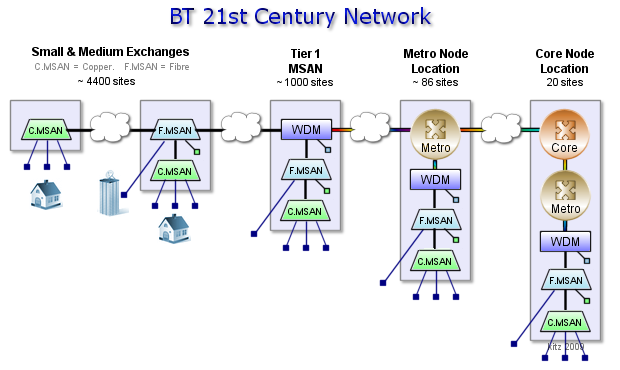 BT 21st Century Network
Small & Medium Exchanges
C.MSAN = Copper. F.MSAN = Fibre
~ 4400 sites
Tier 1
MSAN
~ 1000 sites
Metro Node
Location
~ 86 sites
Core Node
Location
20 sites
C.MSAN
F.MSAN
C.MSAN
WDM
F.MSAN
C.MSAN
Metro
WDM
F.MSAN
C.MSAN
Core
Metro
WDM
F.MSAN
C.MSAN
Kitz 2009